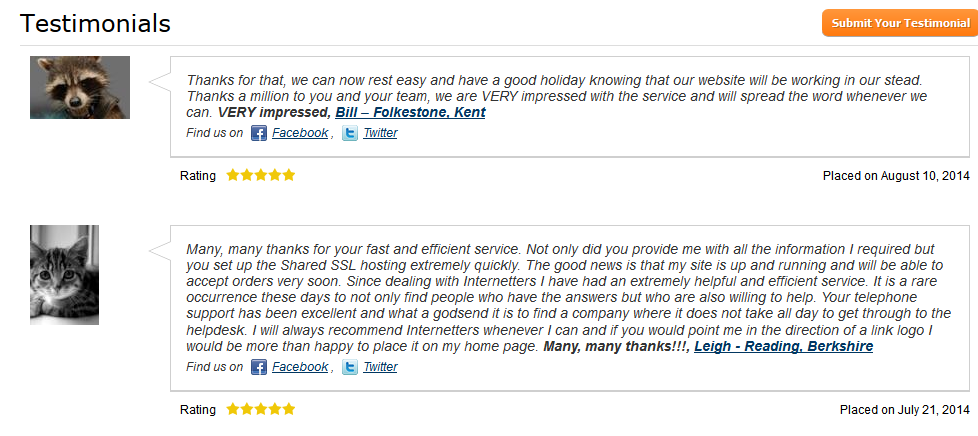 Testimonials
Submit Your Testimonial
Thanks for that, we can now rest easy and have a good holiday knowing that our website will be working in our stead.
Thanks a million to you and your team, we are VERY impressed with the service and will spread the word whenever we
can. VERY impressed, Bill – Folkestone, Kent
Find us on Facebook , Twitter
Rating
Placed on August 10, 2014
Many, many thanks for your fast and efficient service. Not only did you provide me with all the information I required but
you set up the Shared SSL hosting extremely quickly. The good news is that my site is up and running and will be able to
accept orders very soon. Since dealing with Internetters I have had an extremely helpful and efficient service. It is a rare
occurrence these days to not only find people who have the answers but who are also willing to help. Your telephone
support has been excellent and what a godsend it is to find a company where it does not take all day to get through to the
helpdesk. I will always recommend Internetters whenever I can and if you would point me in the direction of a link logo I
would be more than happy to place it on my home page. Many, many thanks!!!, Leigh - Reading, Berkshire
Find us on Facebook , Twitter
Rating
Placed on July 21, 2014